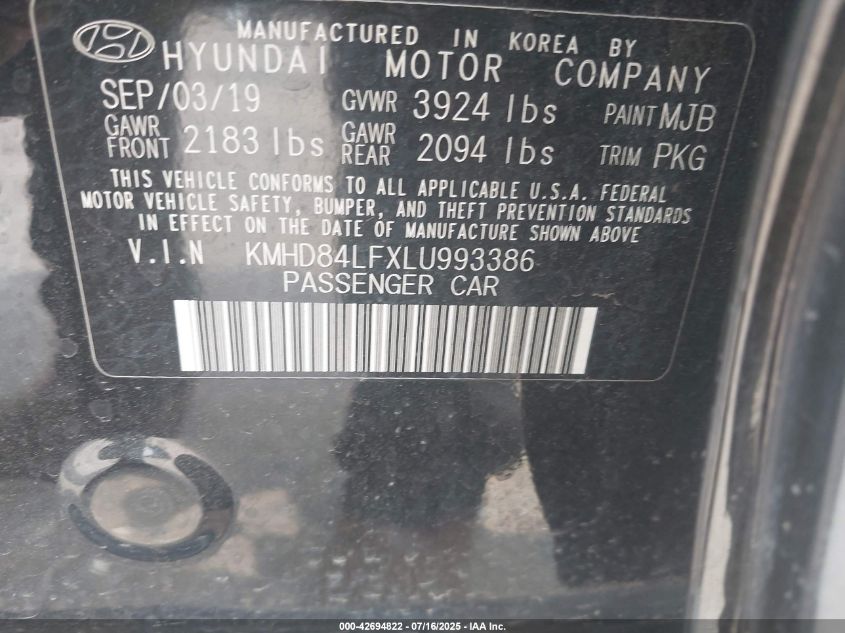 MANUFACTURED IN KOREA BY
HYUNDAI MOTOR COMPANY
SEP/03/19 GVWR 3924 lbs PAINT MJB
GAWR FRONT 2183 lbs GAWR REAR 2094 lbs TRIM PKG
THIS VEHICLE CONFORMS TO ALL APPLICABLE U.S.A. FEDERAL
MOTOR VEHICLE SAFETY, BUMPER, AND THEFT PREVENTION STANDARDS
IN EFFECT ON THE DATE OF MANUFACTURE SHOWN ABOVE
V.I.N KMHD84LFXLU993386
PASSENGER CAR
000-42694822 - 07/16/2025 - IAA Inc.